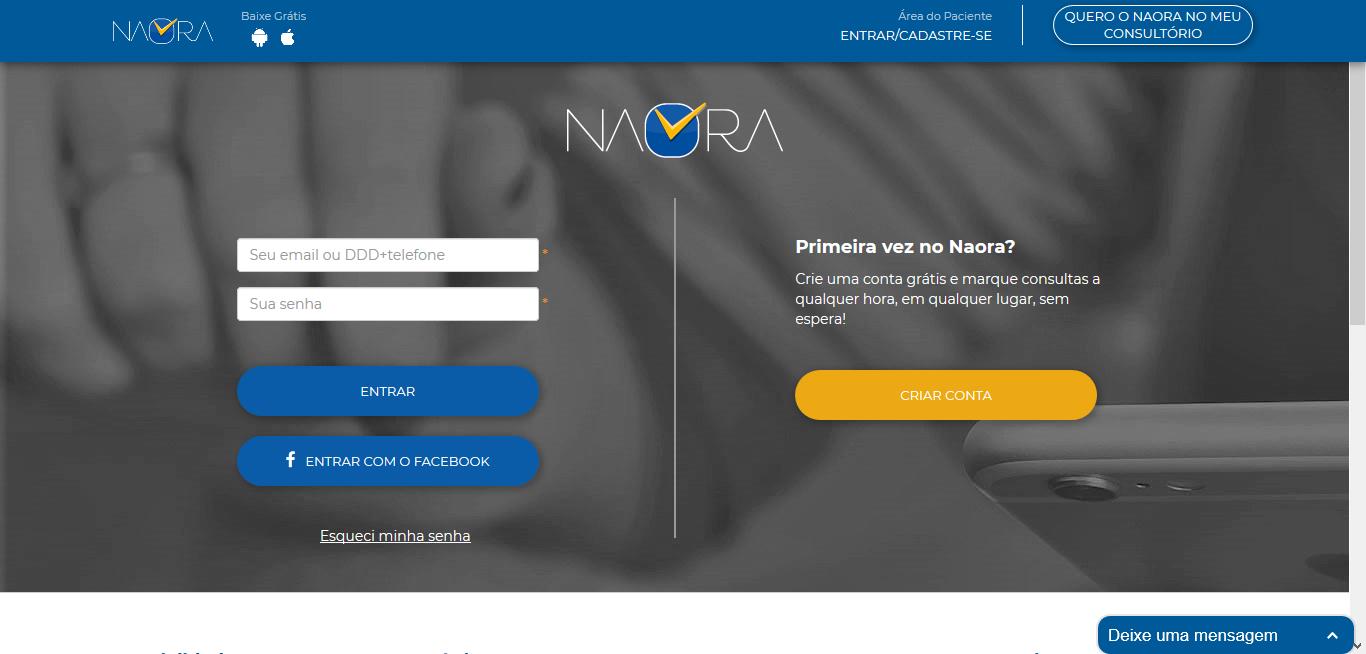 NAORA
Baixe Grátis
Área do Paciente
ENTRAR/CADASTRE-SE
QUERO O NAORA NO MEU
CONSULTÓRIO
NAORA
Seu email ou DDD+telefone *
Sua senha *
ENTRAR
f ENTRAR COM O FACEBOOK
Esqueci minha senha
Primeira vez no Naora?
Crie uma conta grátis e marque consultas a
qualquer hora, em qualquer lugar, sem
espera!
CRIAR CONTA
Deixe uma mensagem